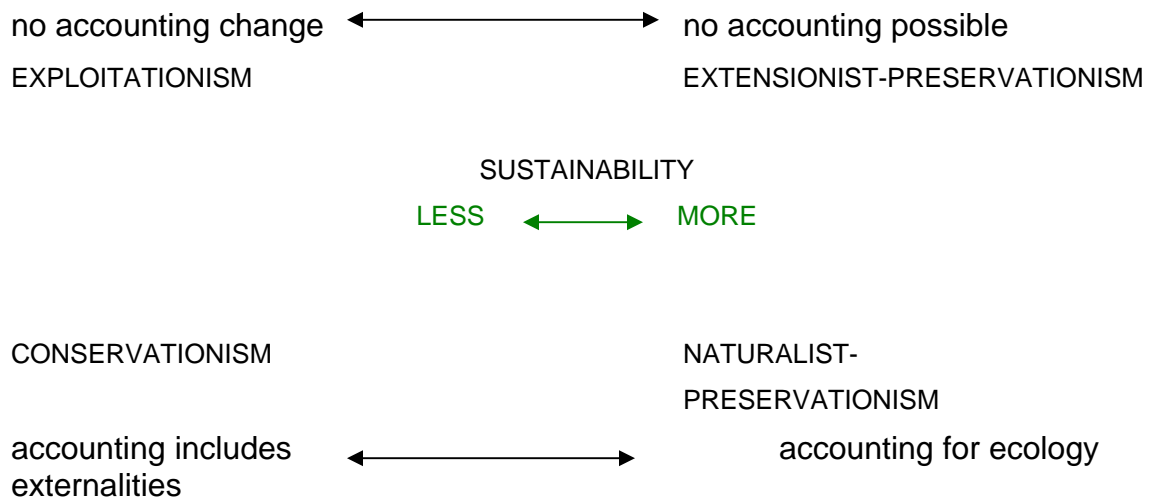 no accounting change no accounting possible
EXPLOITATIONISM EXTENSIONIST-PRESERVATIONISM
SUSTAINABILITY
LESS MORE
CONSERVATIONISM NATURALIST-
PRESERVATIONISM
accounting includes accounting for ecology
externalities